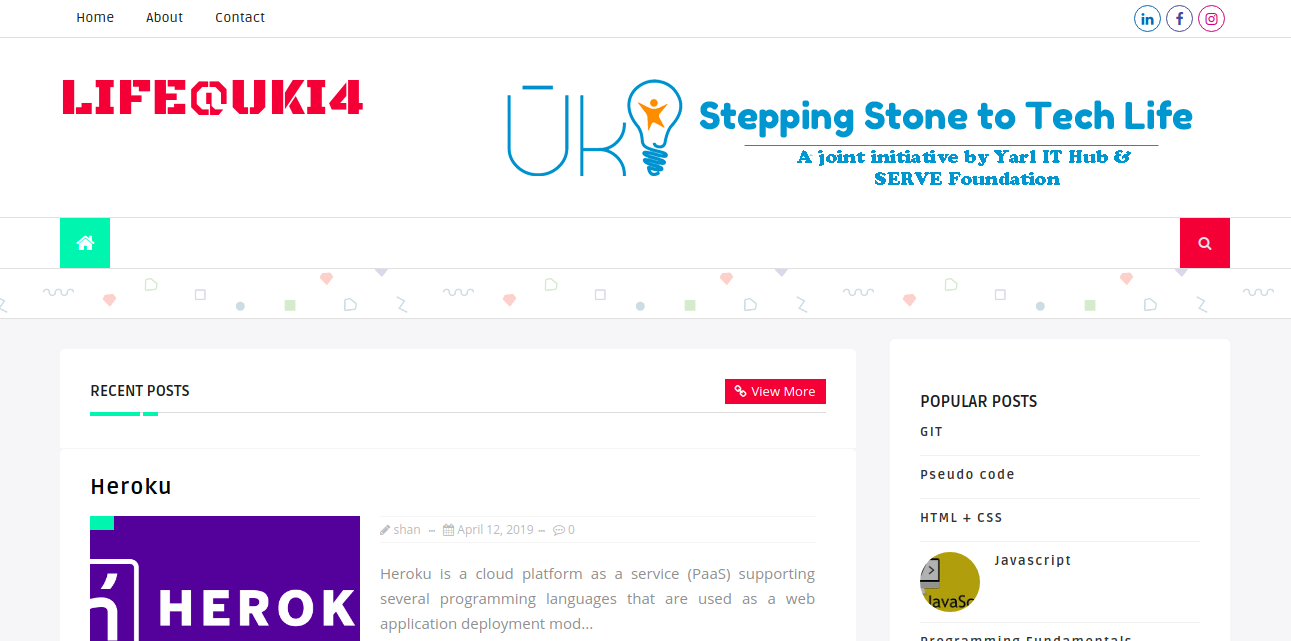 Home About Contact
LIFE@UKI4
Ūki
Stepping Stone to Tech Life
A joint initiative by Yarl IT Hub &
SERVE Foundation
RECENT POSTS
View More
Heroku
HEROK
shan – April 12, 2019 – 0
Heroku is a cloud platform as a service (PaaS) supporting
several programming languages that are used as a web
application deployment mod...
POPULAR POSTS
GIT
Pseudo code
HTML + CSS
Javascript
JavaSc
Programming Fundamentals